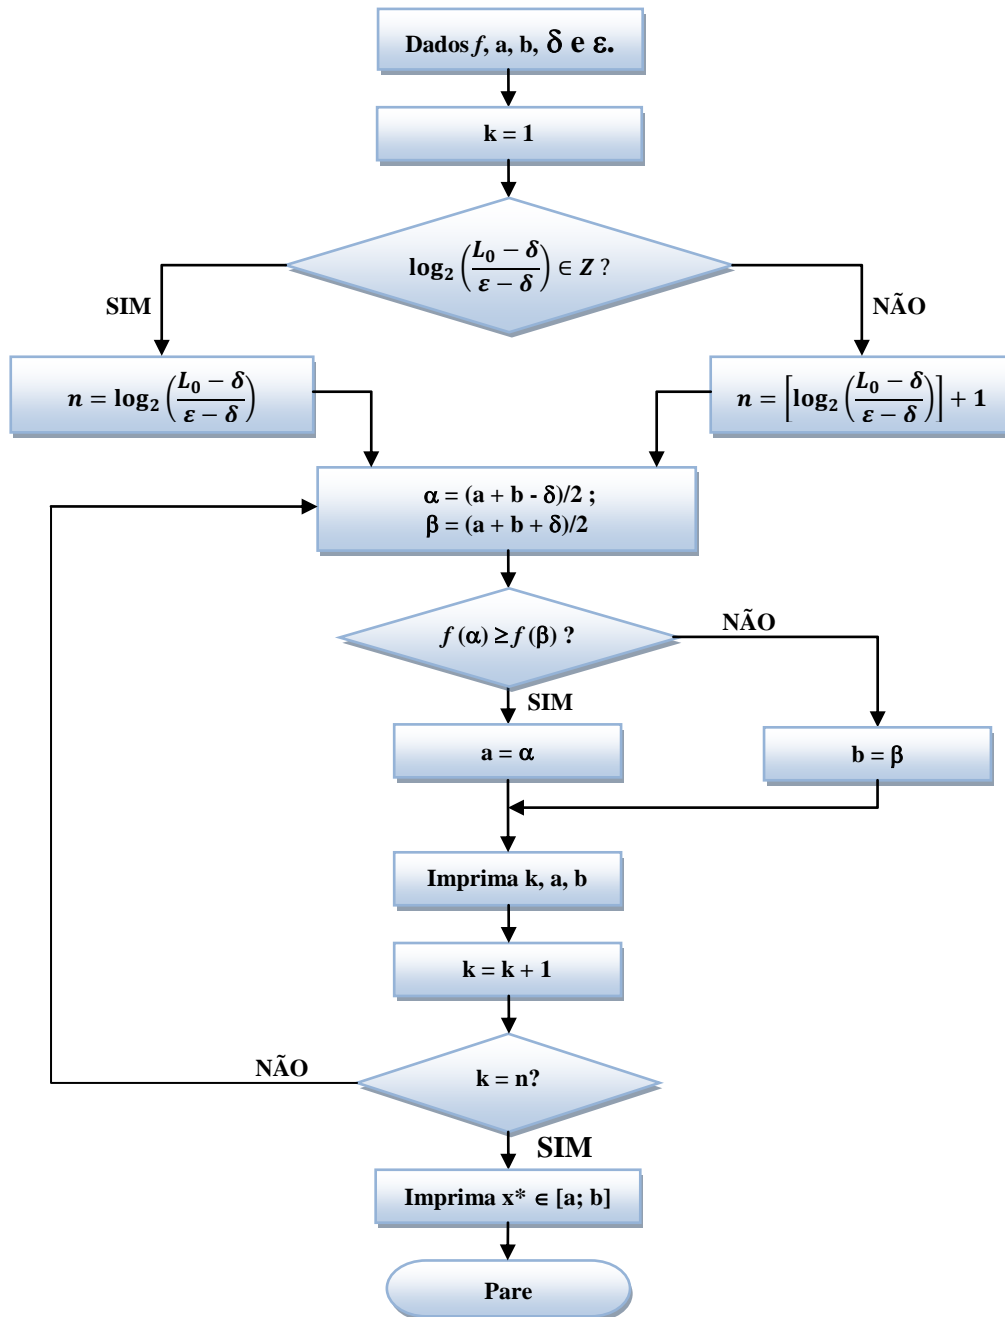 Dados f, a, b, δ e ε.
k = 1
log₂ ((L₀ − δ)/(ε − δ)) ∈ Z ?
SIM
NÃO
n = log₂ ((L₀ − δ)/(ε − δ))
n = [log₂ ((L₀ − δ)/(ε − δ))] + 1
α = (a + b - δ)/2 ;
β = (a + b + δ)/2
f (α) ≥ f (β) ?
NÃO
SIM
a = α
b = β
Imprima k, a, b
k = k + 1
NÃO
k = n?
SIM
Imprima x* ∈ [a; b]
Pare